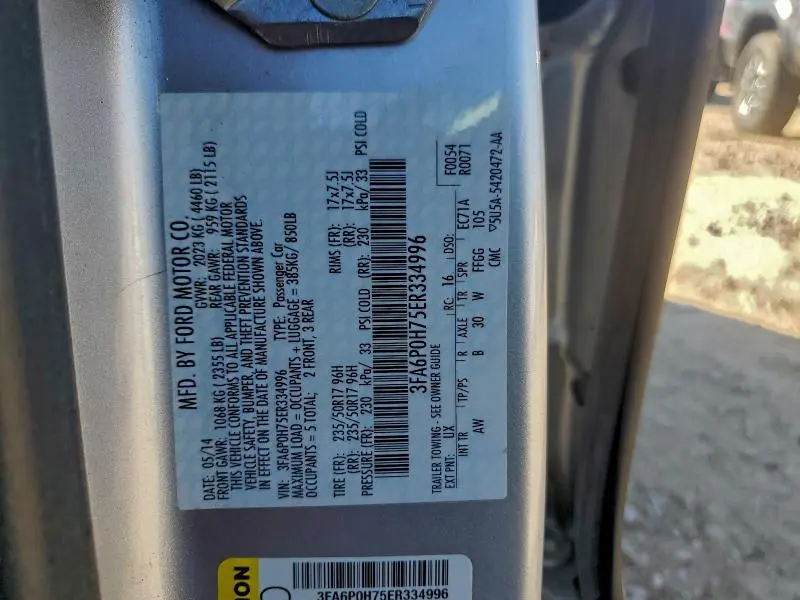 MFD. BY FORD MOTOR CO.
DATE: 05/14 GVWR: 2023 KG ( 4460 LB)
FRONT GAWR: 1068 KG ( 2355 LB) REAR GAWR: 959 KG ( 2115 LB)
THIS VEHICLE CONFORMS TO ALL APPLICABLE FEDERAL MOTOR
VEHICLE SAFETY, BUMPER, AND THEFT PREVENTION STANDARDS
IN EFFECT ON THE DATE OF MANUFACTURE SHOWN ABOVE.
VIN: 3FA6P0H75ER334996 TYPE: Passenger Car
MAXIMUM LOAD = OCCUPANTS + LUGGAGE = 385KG/ 850LB
OCCUPANTS = 5 TOTAL; 2 FRONT, 3 REAR
TIRE (FR): 235/50R17 96H RIMS (FR): 17x7.5J
(RR): 235/50R17 96H (RR): 17x7.5J
PRESSURE (FR): 230 kPa/ 33 PSI COLD (RR): 230 kPa/ 33 PSI COLD
3FA6P0H75ER334996
TRAILER TOWING - SEE OWNER GUIDE F0054
EXT PNT: UX RC: 16 DSO: R0071
INT TR TP/PS R AXLE TR SPR EC71A
AW B 30 W FFGG 105
CMC 5U5A-5420472-AA
3FA6P0H75ER334996